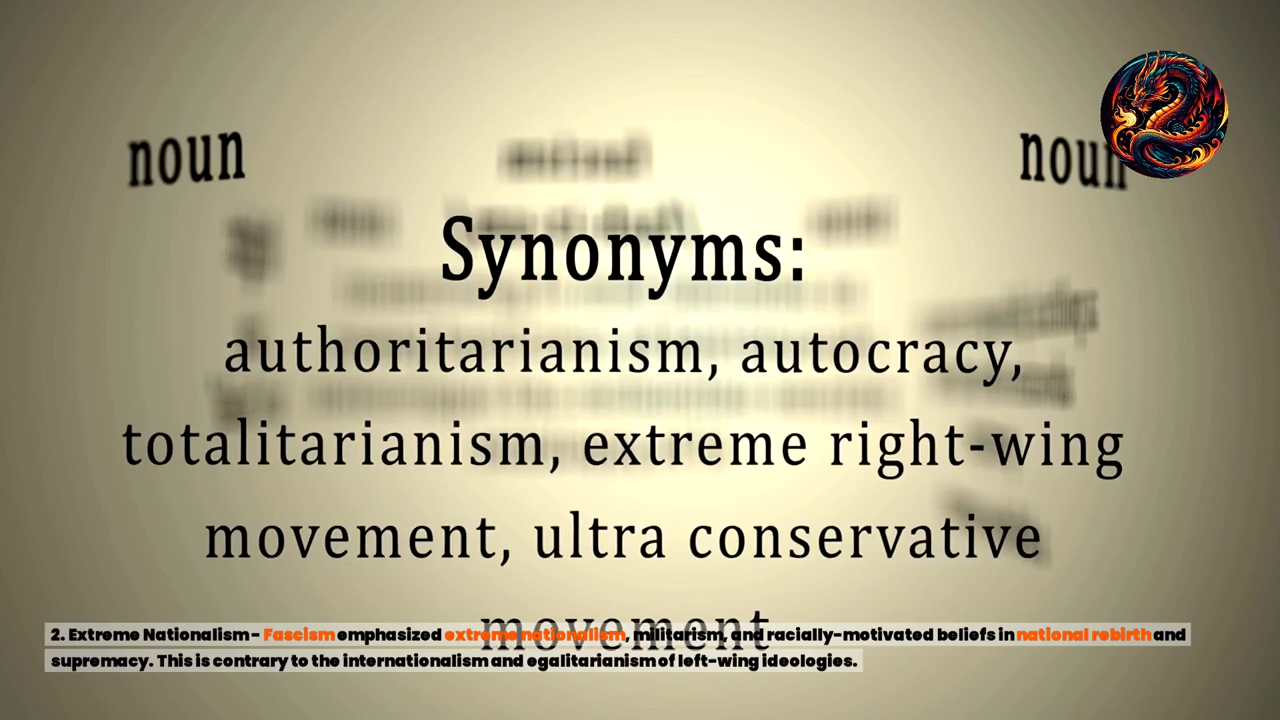 noun
noun
Synonyms:
authoritarianism, autocracy,
totalitarianism, extreme right-wing
movement, ultra conservative
movement
2. Extreme Nationalism - Fascism emphasized extreme nationalism, militarism, and racially-motivated beliefs in national rebirth and
supremacy. This is contrary to the internationalism and egalitarianism of left-wing ideologies.